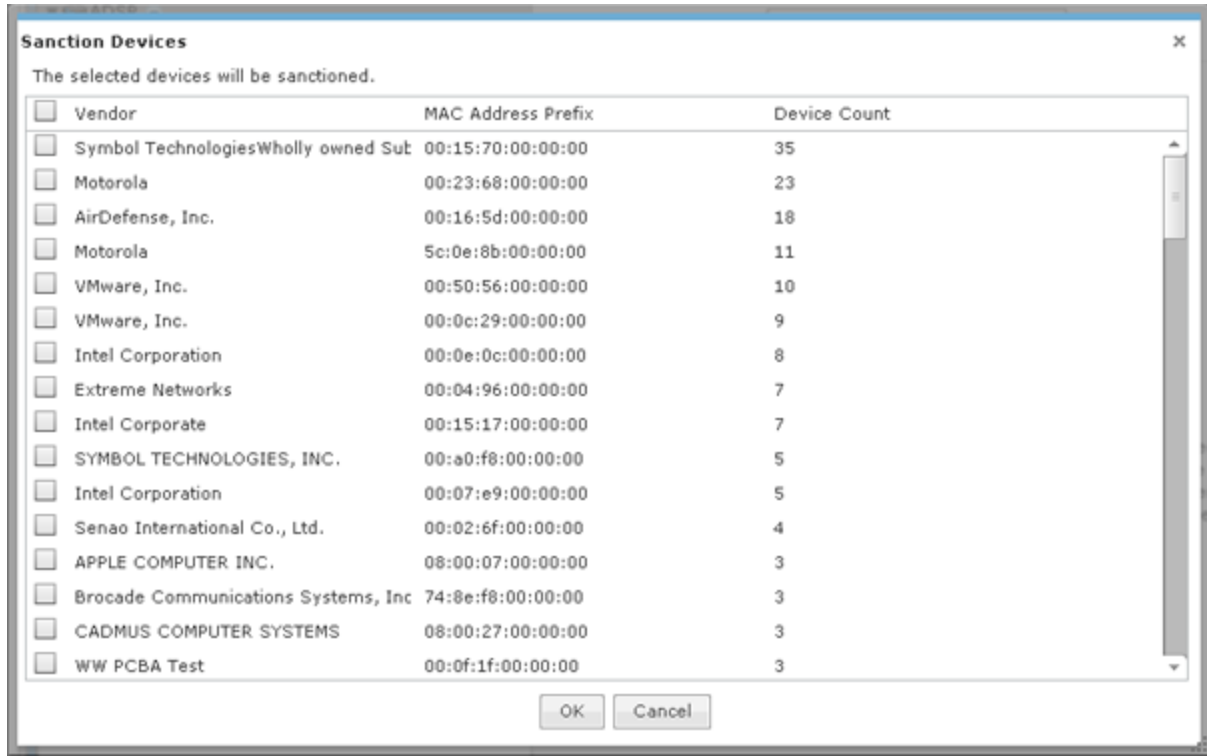 Sanction Devices
The selected devices will be sanctioned.
Vendor MAC Address Prefix Device Count
Symbol TechnologiesWholly owned Sub 00:15:70:00:00:00 35
Motorola 00:23:68:00:00:00 23
AirDefense, Inc. 00:16:5d:00:00:00 18
Motorola 5c:0e:8b:00:00:00 11
VMware, Inc. 00:50:56:00:00:00 10
VMware, Inc. 00:0c:29:00:00:00 9
Intel Corporation 00:0e:0c:00:00:00 8
Extreme Networks 00:04:96:00:00:00 7
Intel Corporate 00:15:17:00:00:00 7
SYMBOL TECHNOLOGIES, INC. 00:a0:f8:00:00:00 5
Intel Corporation 00:07:e9:00:00:00 5
Senao International Co., Ltd. 00:02:6f:00:00:00 4
APPLE COMPUTER INC. 08:00:07:00:00:00 3
Brocade Communications Systems, Inc 74:8e:f8:00:00:00 3
CADMUS COMPUTER SYSTEMS 08:00:27:00:00:00 3
WW PCBA Test 00:0f:1f:00:00:00 3
OK Cancel